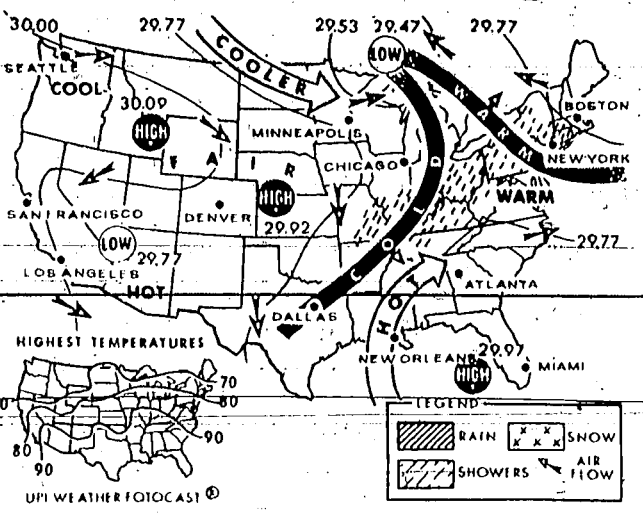 30.00 29.77 29.53 29.47 29.77
COOLER
LOW
SEATTLE
COOL
WARM
30.09
HIGH
BOSTON
MINNEAPOLIS
FAIR
CHICAGO
NEW YORK
COLD
HIGH
WARM
SAN FRANCISCO
DENVER
29.92
LOW
29.77
29.77
LOS ANGELES
HOT
HOT
ATLANTA
DALLAS
HIGHEST TEMPERATURES
NEW ORLEANS
29.97
HIGH
MIAMI
70
80
90
80
90
LEGEND
RAIN
SNOW
SHOWERS
AIR
FLOW
UPI WEATHER FOTOCAST ®